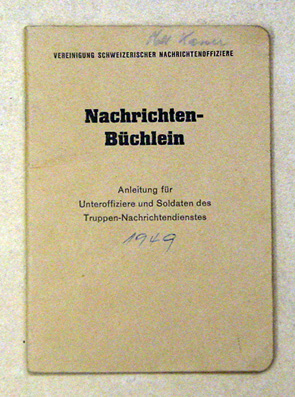 VEREINIGUNG SCHWEIZERISCHER NACHRICHTENOFFIZIERE
Nachrichten-
Büchlein
Anleitung für
Unteroffiziere und Soldaten des
Truppen-Nachrichtendienstes
1949